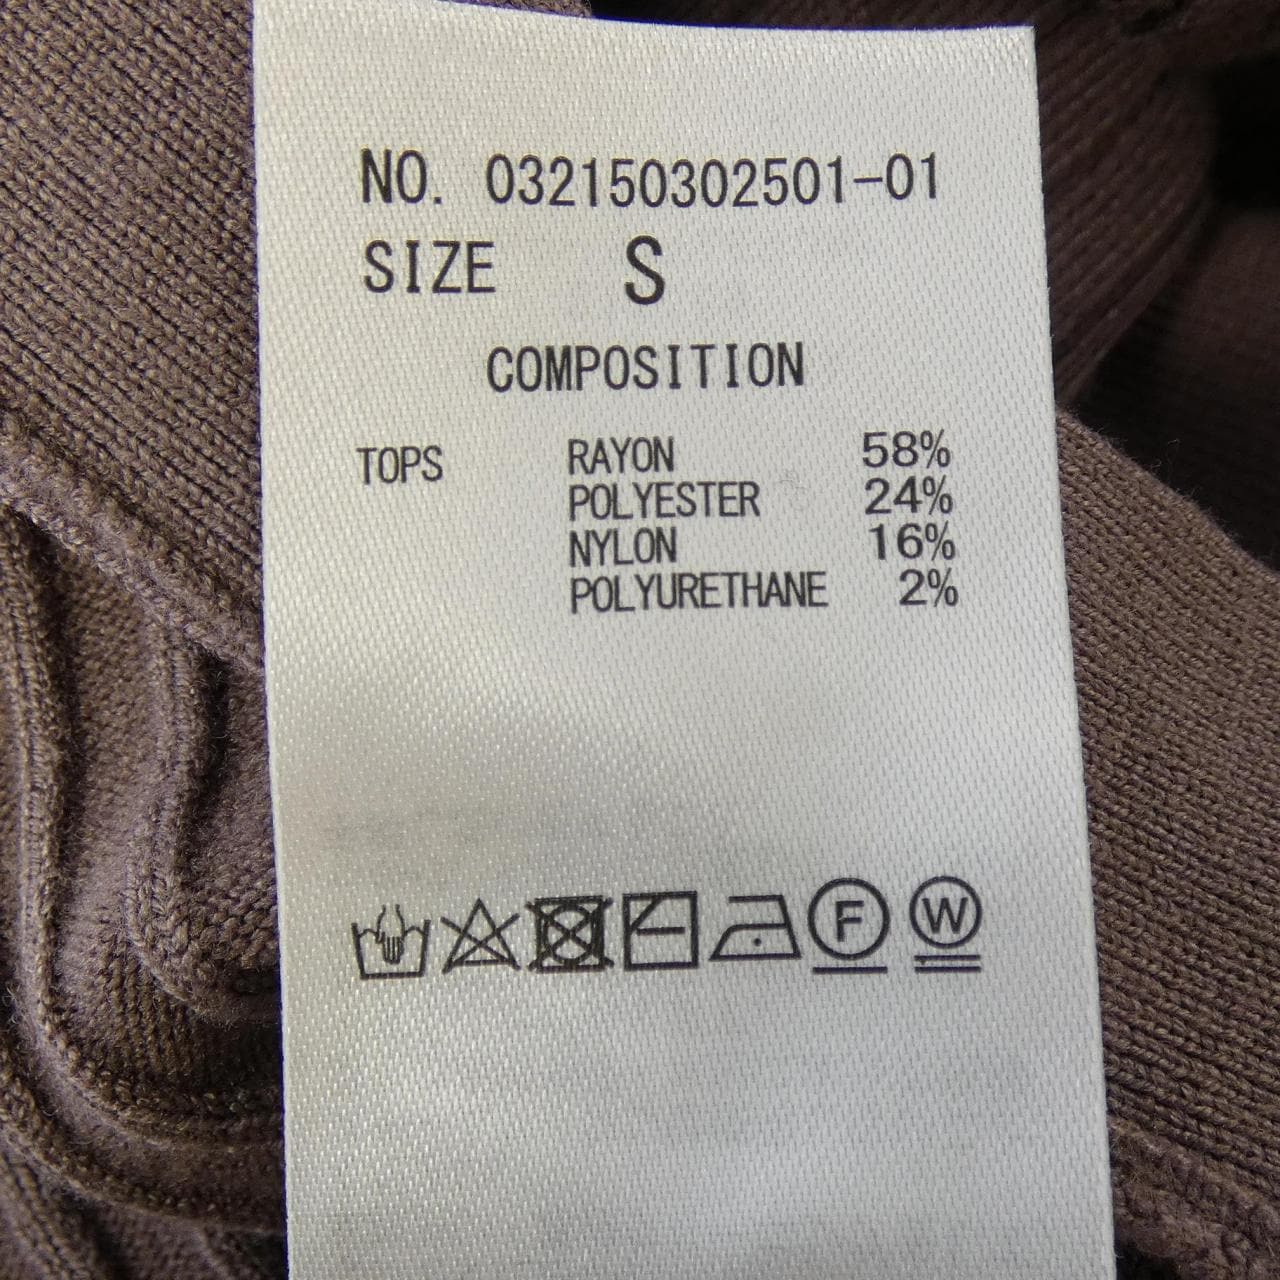 NO. 032150302501-01
SIZE S
COMPOSITION
TOPS RAYON 58%
POLYESTER 24%
NYLON 16%
POLYURETHANE 2%
F W